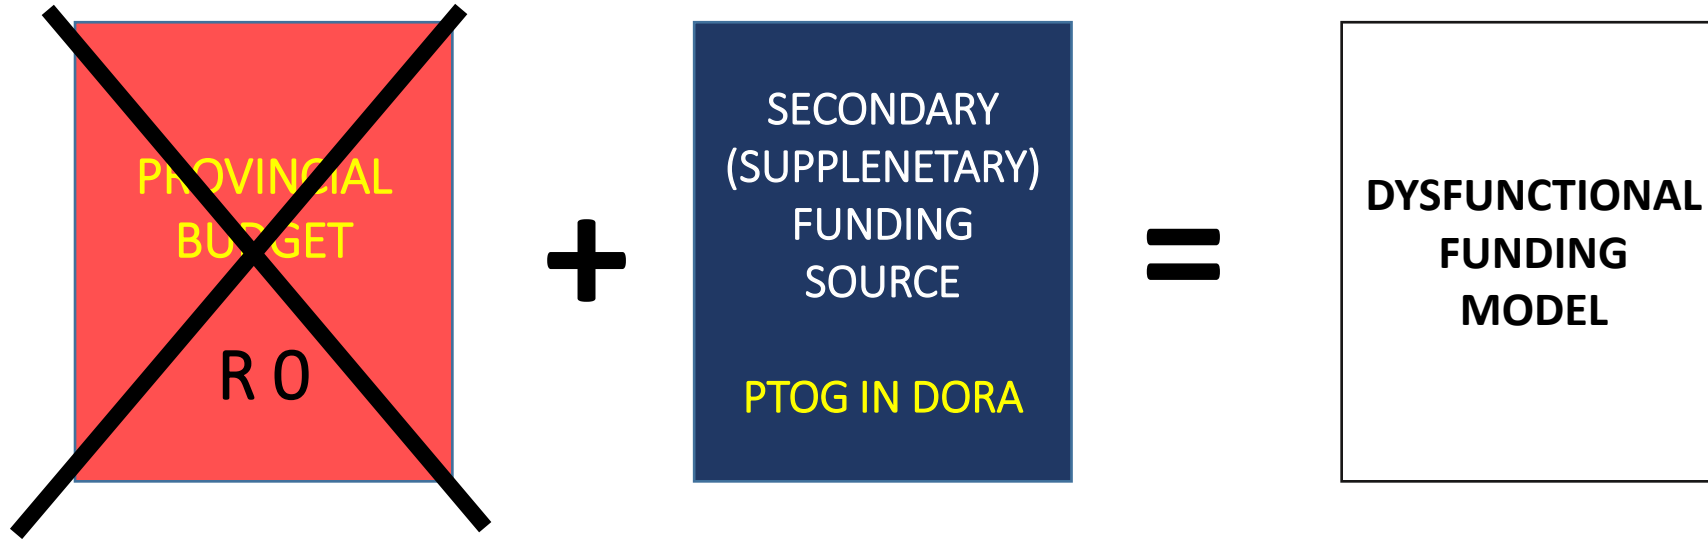 PROVINCIAL
BUDGET
R 0
+
SECONDARY
(SUPPLENETARY)
FUNDING
SOURCE
PTOG IN DORA
=
DYSFUNCTIONAL
FUNDING
MODEL